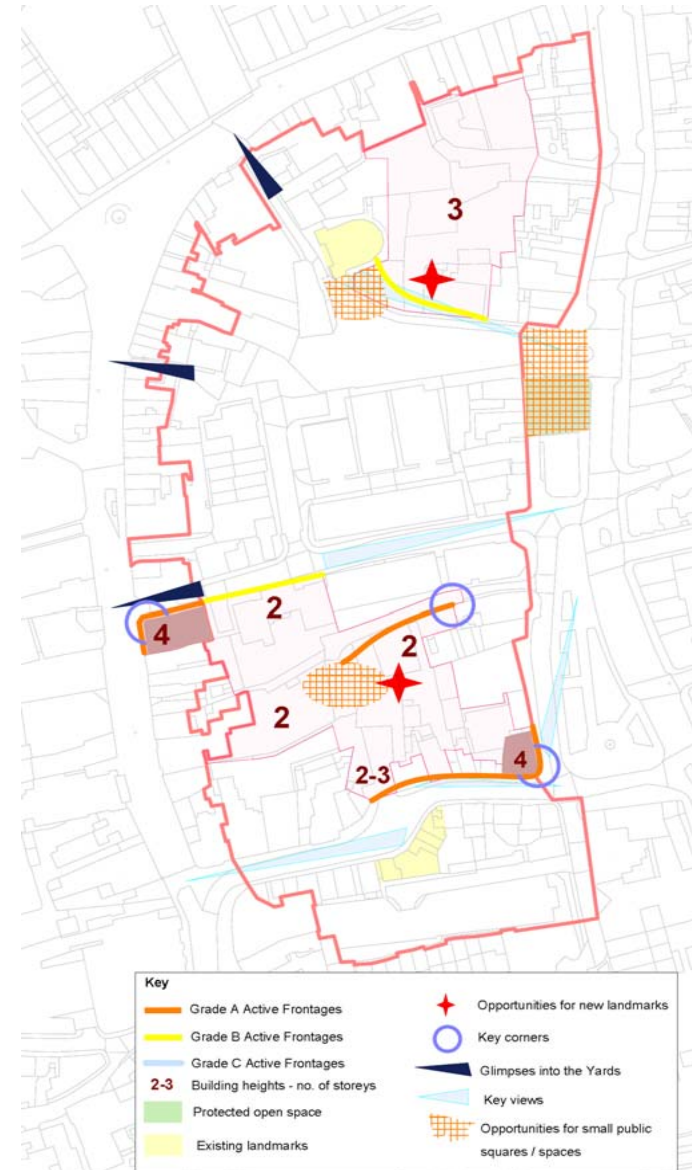 3
2
4
2
2
4
2-3
Key
Grade A Active Frontages
Grade B Active Frontages
Grade C Active Frontages
2-3 Building heights - no. of storeys
Protected open space
Existing landmarks
Opportunities for new landmarks
Key corners
Glimpses into the Yards
Key views
Opportunities for small public
squares / spaces